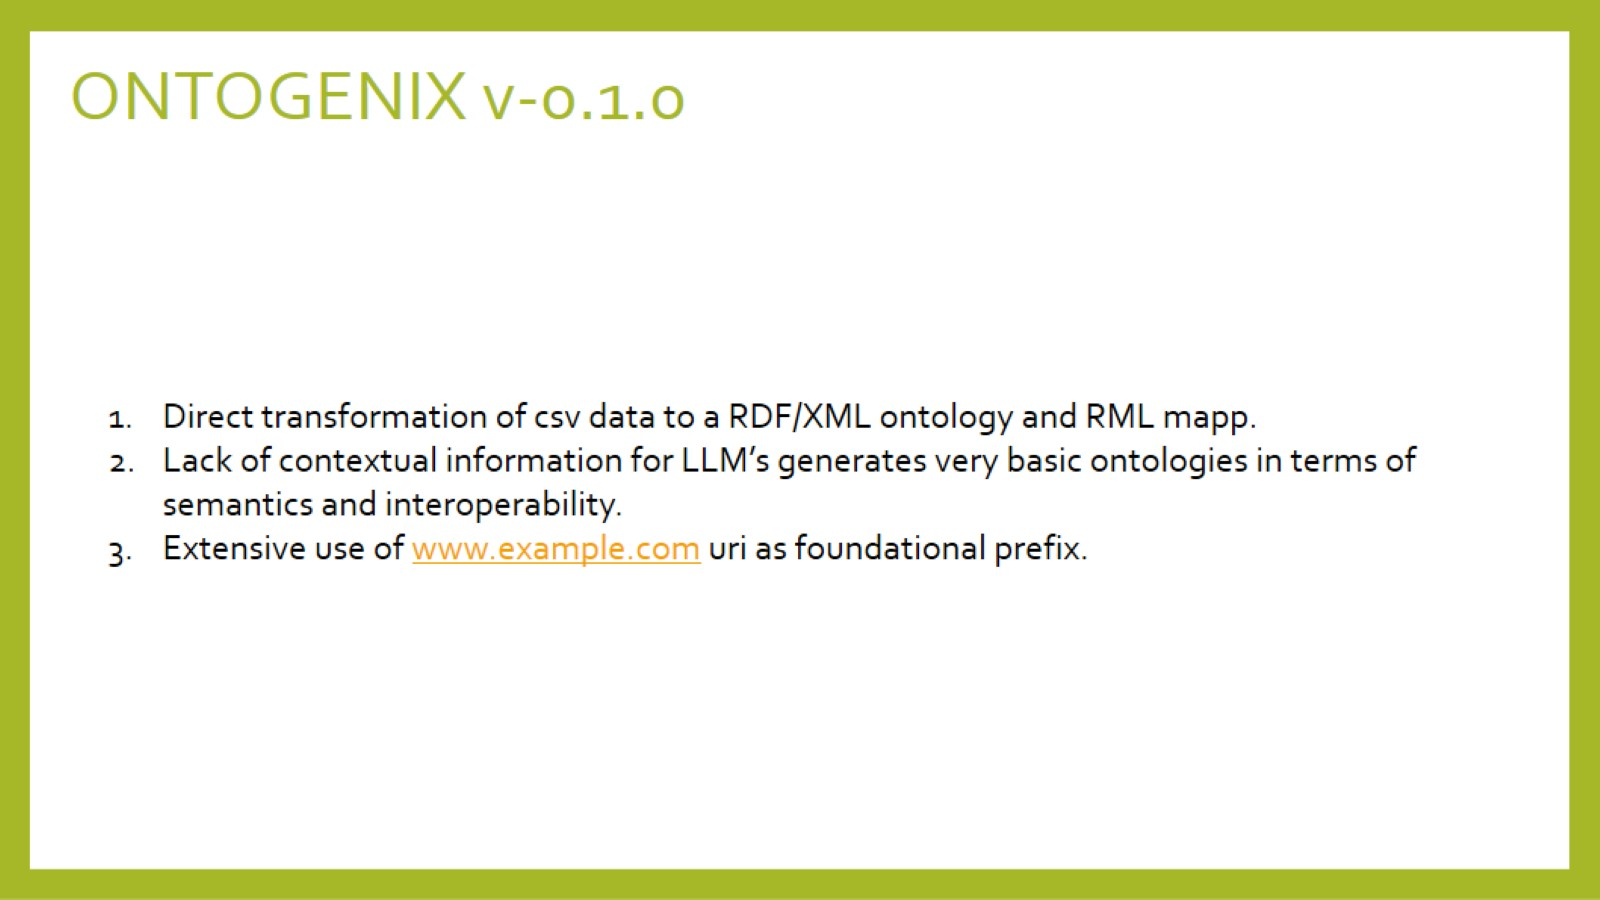 ONTOGENIX v-0.1.0
1. Direct transformation of csv data to a RDF/XML ontology and RML mapp.
2. Lack of contextual information for LLM’s generates very basic ontologies in terms of
semantics and interoperability.
3. Extensive use of www.example.com uri as foundational prefix.